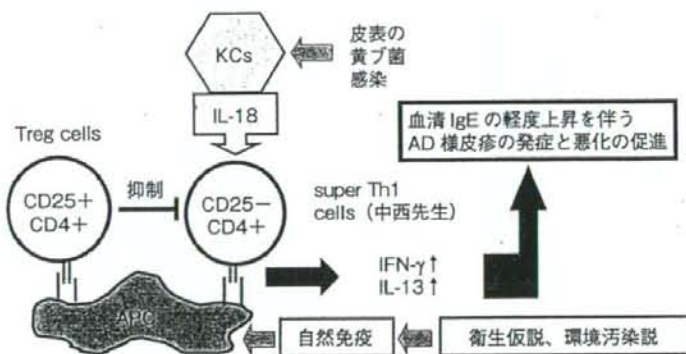 皮表の
黄ブ菌
感染
KCs
IL-18
血清 IgE の軽度上昇を伴う
AD 様皮疹の発症と悪化の促進
Treg cells
CD25+
CD4+
抑制
CD25−
CD4+
super Th1
cells（中西先生）
IFN-γ↑
IL-13↑
APC
自然免疫
衛生仮説、環境汚染説